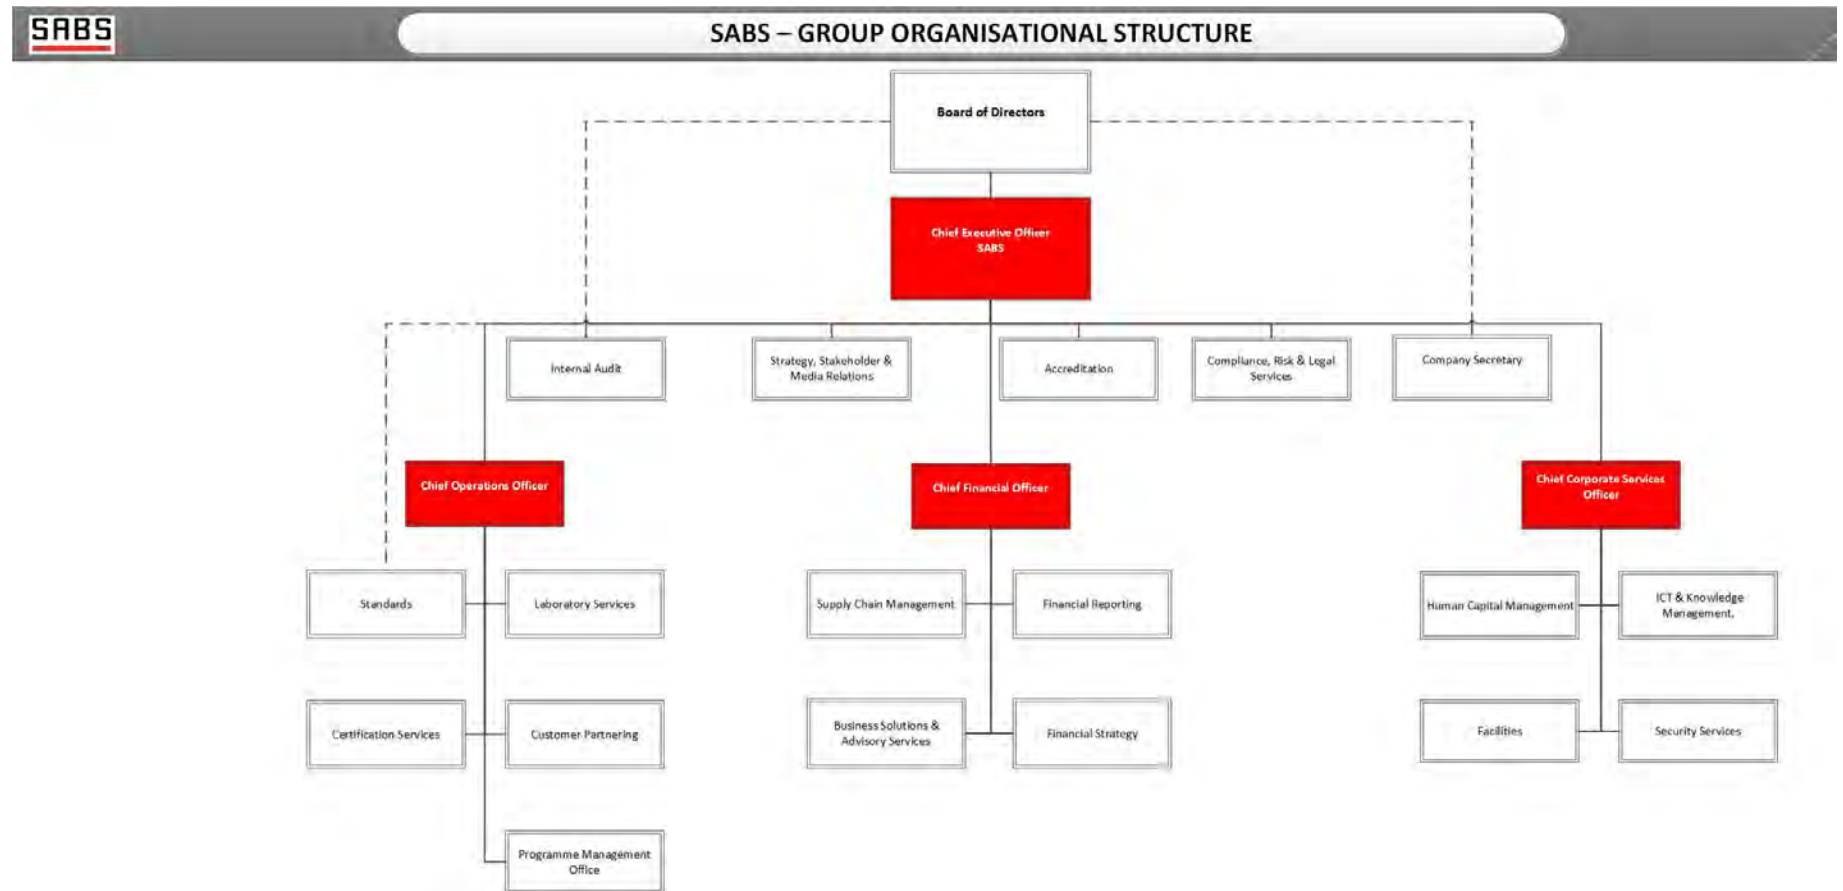 SABS
SABS – GROUP ORGANISATIONAL STRUCTURE
Board of Directors
Chief Executive Officer
SABS
Internal Audit
Strategy, Stakeholder &
Media Relations
Accreditation
Compliance, Risk & Legal
Services
Company Secretary
Chief Operations Officer
Chief Financial Officer
Chief Corporate Services
Officer
Standards
Laboratory Services
Supply Chain Management
Financial Reporting
Human Capital Management
ICT & Knowledge
Management.
Certification Services
Customer Partnering
Business Solutions &
Advisory Services
Financial Strategy
Facilities
Security Services
Programme Management
Office